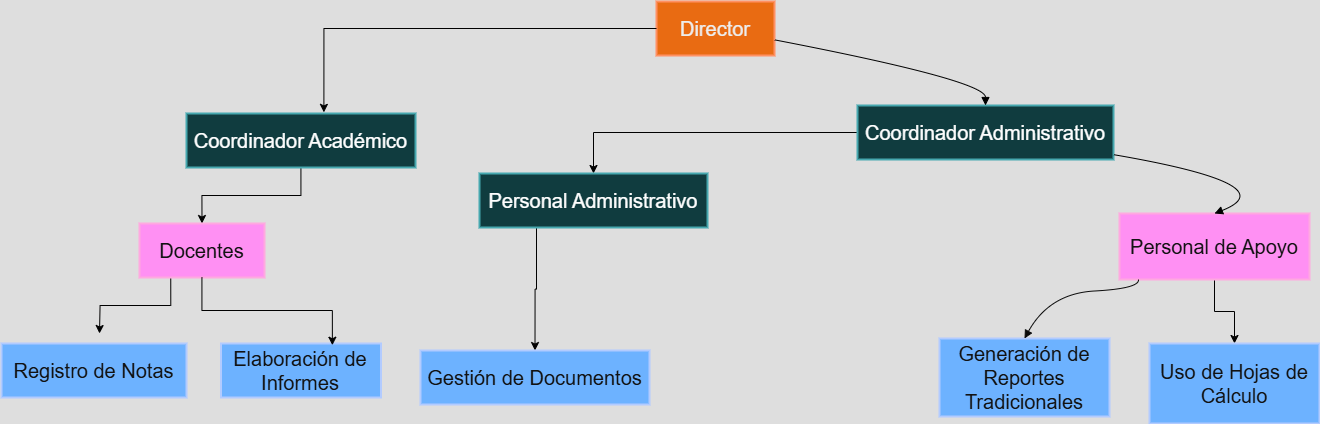 Director
Coordinador Académico
Coordinador Administrativo
Personal Administrativo
Docentes
Personal de Apoyo
Registro de Notas
Elaboración de
Informes
Gestión de Documentos
Generación de
Reportes
Tradicionales
Uso de Hojas de
Cálculo